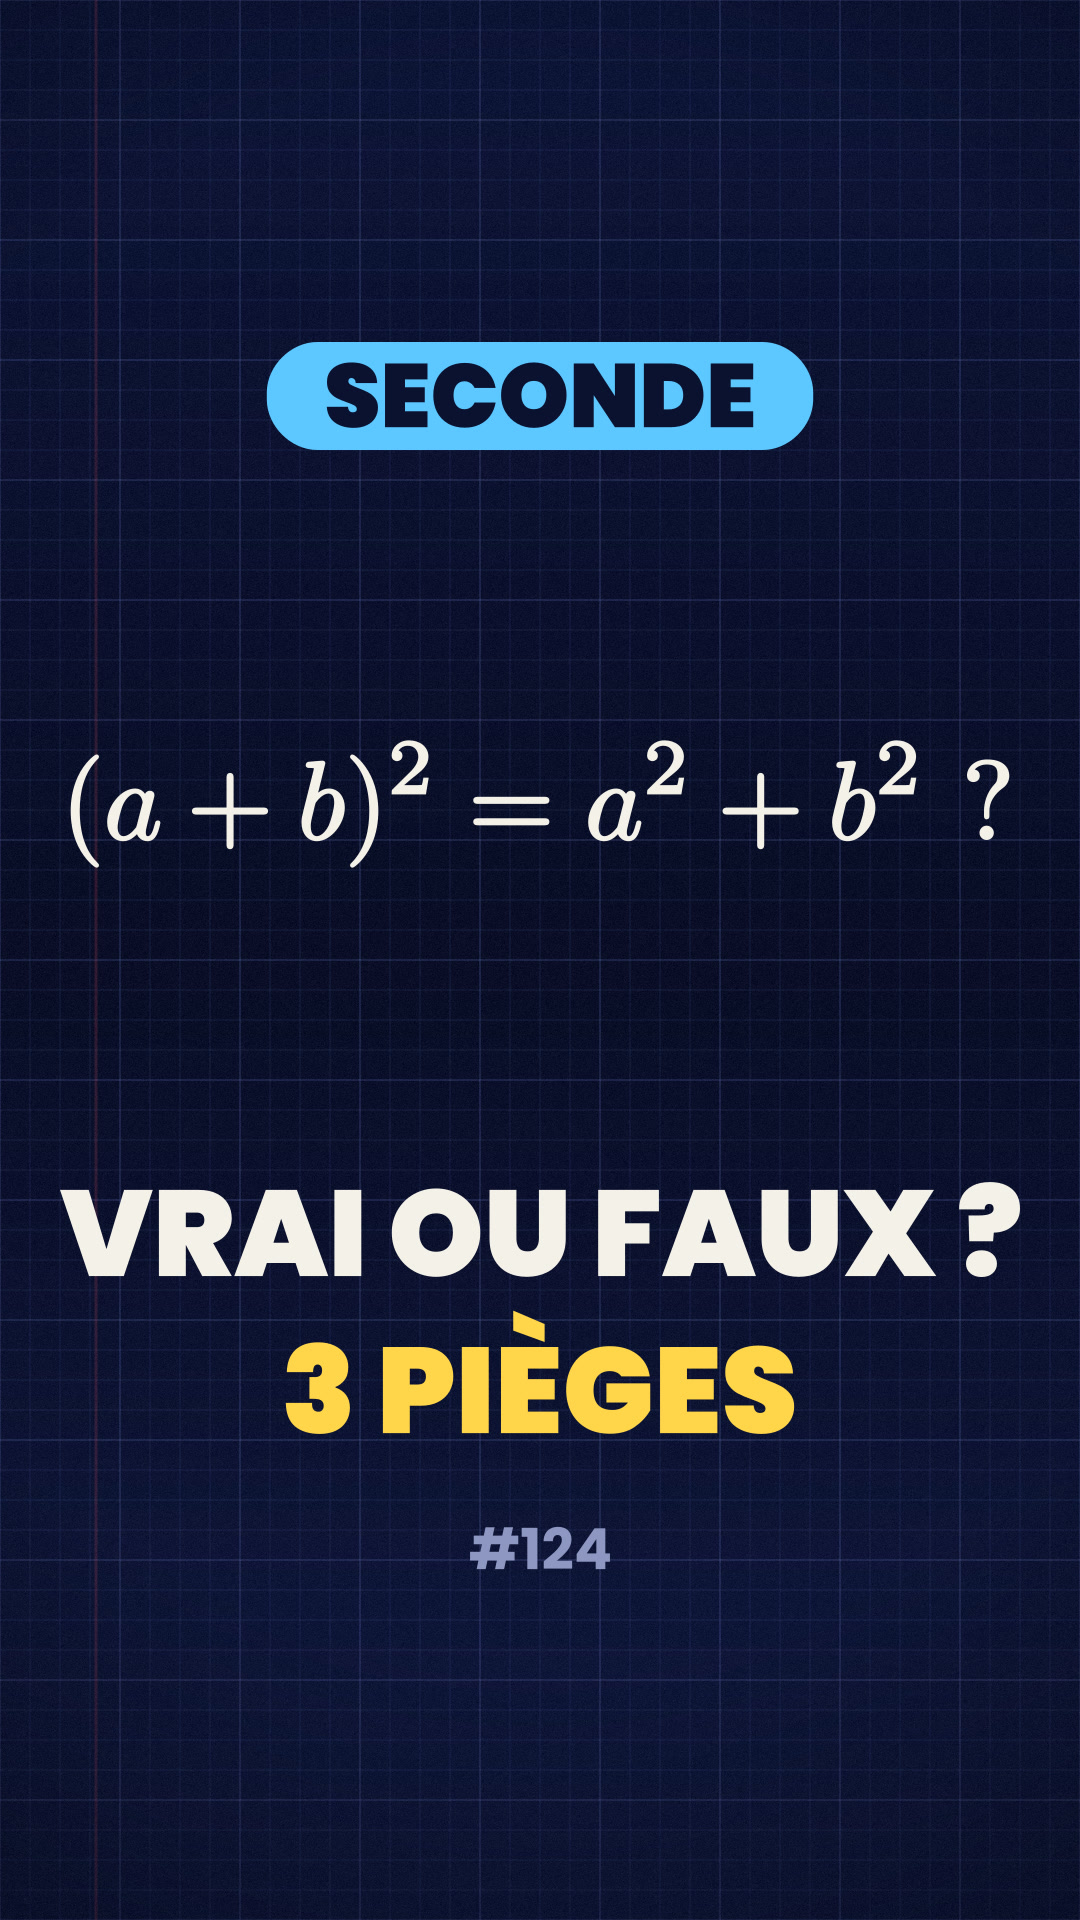 SECONDE
(a + b)² = a² + b² ?
VRAI OU FAUX ?
3 PIÈGES
#124